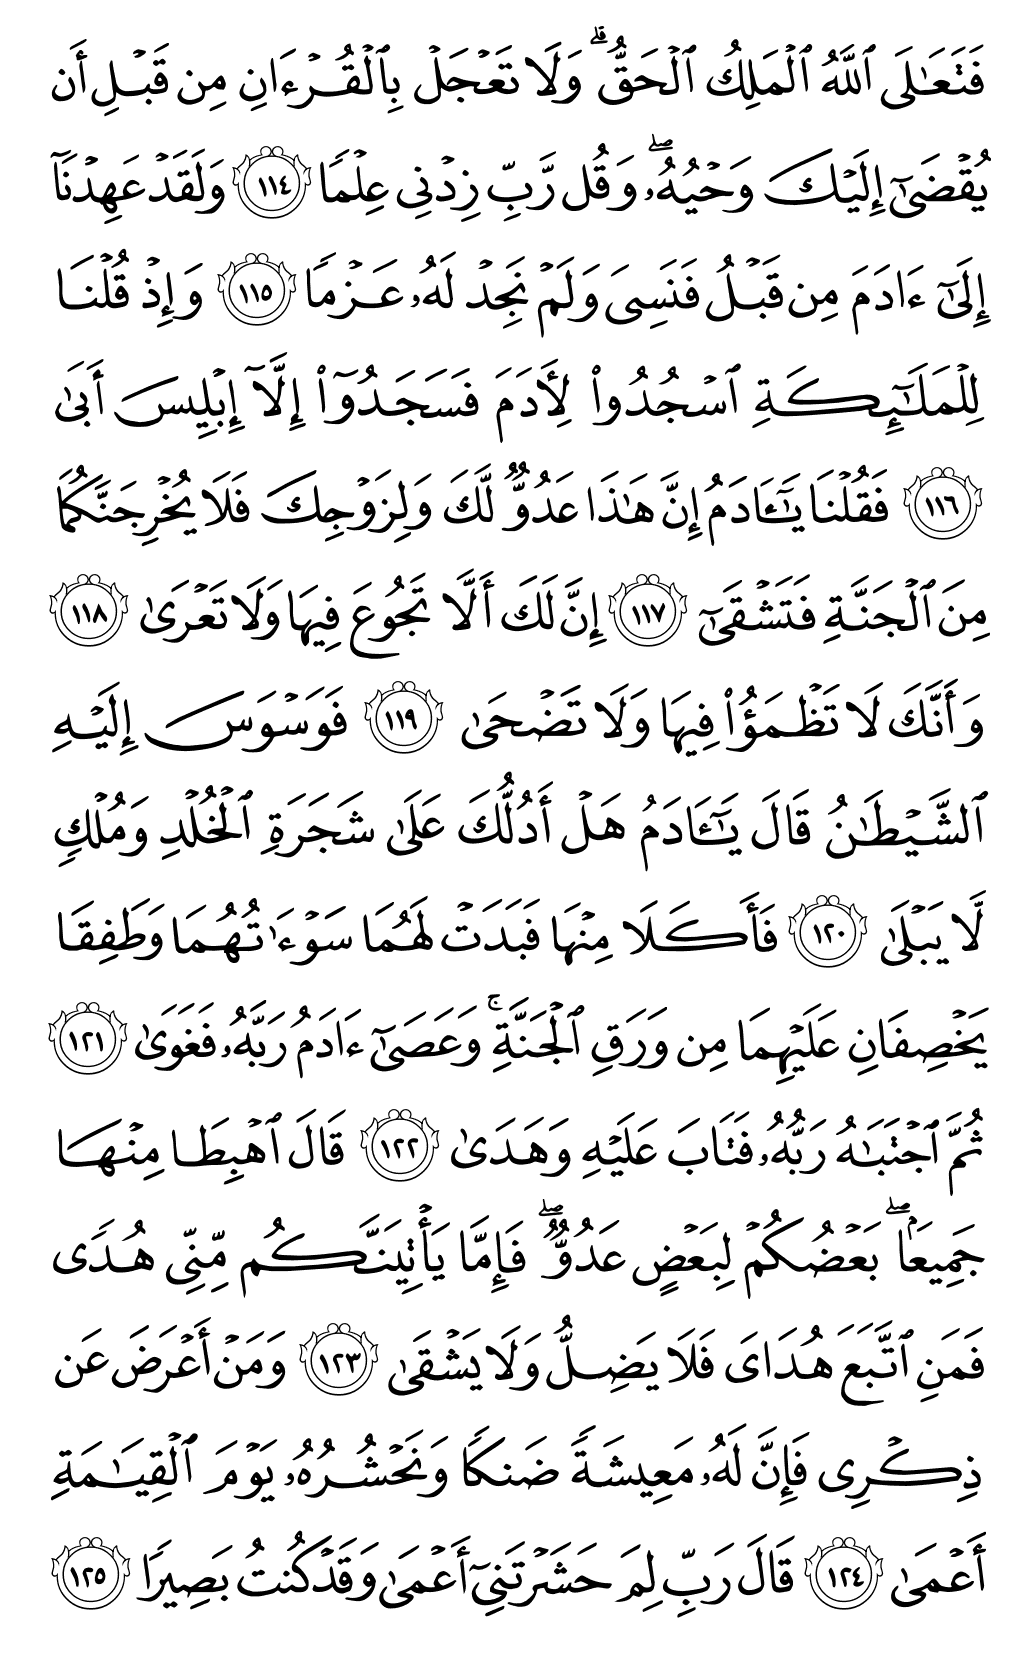 فَتَعَٰلَى ٱللَّهُ ٱلۡمَلِكُ ٱلۡحَقُّۗ وَلَا تَعۡجَلۡ بِٱلۡقُرۡءَانِ مِن قَبۡلِ أَن
يُقۡضَىٰٓ إِلَيۡكَ وَحۡيُهُۥۖ وَقُل رَّبِّ زِدۡنِي عِلۡمٗا ١١٤ وَلَقَدۡ عَهِدۡنَآ
إِلَىٰٓ ءَادَمَ مِن قَبۡلُ فَنَسِيَ وَلَمۡ نَجِدۡ لَهُۥ عَزۡمٗا ١١٥ وَإِذۡ قُلۡنَا
لِلۡمَلَٰٓئِكَةِ ٱسۡجُدُواْ لِأٓدَمَ فَسَجَدُوٓاْ إِلَّآ إِبۡلِيسَ أَبَىٰ
١١٦ فَقُلۡنَا يَٰٓـَٔادَمُ إِنَّ هَٰذَا عَدُوّٞ لَّكَ وَلِزَوۡجِكَ فَلَا يُخۡرِجَنَّكُمَا
مِنَ ٱلۡجَنَّةِ فَتَشۡقَىٰٓ ١١٧ إِنَّ لَكَ أَلَّا تَجُوعَ فِيهَا وَلَا تَعۡرَىٰ ١١٨
وَأَنَّكَ لَا تَظۡمَؤُاْ فِيهَا وَلَا تَضۡحَىٰ ١١٩ فَوَسۡوَسَ إِلَيۡهِ
ٱلشَّيۡطَٰنُ قَالَ يَٰٓـَٔادَمُ هَلۡ أَدُلُّكَ عَلَىٰ شَجَرَةِ ٱلۡخُلۡدِ وَمُلۡكٖ
لَّا يَبۡلَىٰ ١٢٠ فَأَكَلَا مِنۡهَا فَبَدَتۡ لَهُمَا سَوۡءَٰتُهُمَا وَطَفِقَا
يَخۡصِفَانِ عَلَيۡهِمَا مِن وَرَقِ ٱلۡجَنَّةِۚ وَعَصَىٰٓ ءَادَمُ رَبَّهُۥ فَغَوَىٰ ١٢١
ثُمَّ ٱجۡتَبَٰهُ رَبُّهُۥ فَتَابَ عَلَيۡهِ وَهَدَىٰ ١٢٢ قَالَ ٱهۡبِطَا مِنۡهَا
جَمِيعَۢاۖ بَعۡضُكُمۡ لِبَعۡضٍ عَدُوّٞۖ فَإِمَّا يَأۡتِيَنَّكُم مِّنِّي هُدٗى
فَمَنِ ٱتَّبَعَ هُدَايَ فَلَا يَضِلُّ وَلَا يَشۡقَىٰ ١٢٣ وَمَنۡ أَعۡرَضَ عَن
ذِكۡرِي فَإِنَّ لَهُۥ مَعِيشَةٗ ضَنكٗا وَنَحۡشُرُهُۥ يَوۡمَ ٱلۡقِيَٰمَةِ
أَعۡمَىٰ ١٢٤ قَالَ رَبِّ لِمَ حَشَرۡتَنِيٓ أَعۡمَىٰ وَقَدۡ كُنتُ بَصِيرٗا ١٢٥